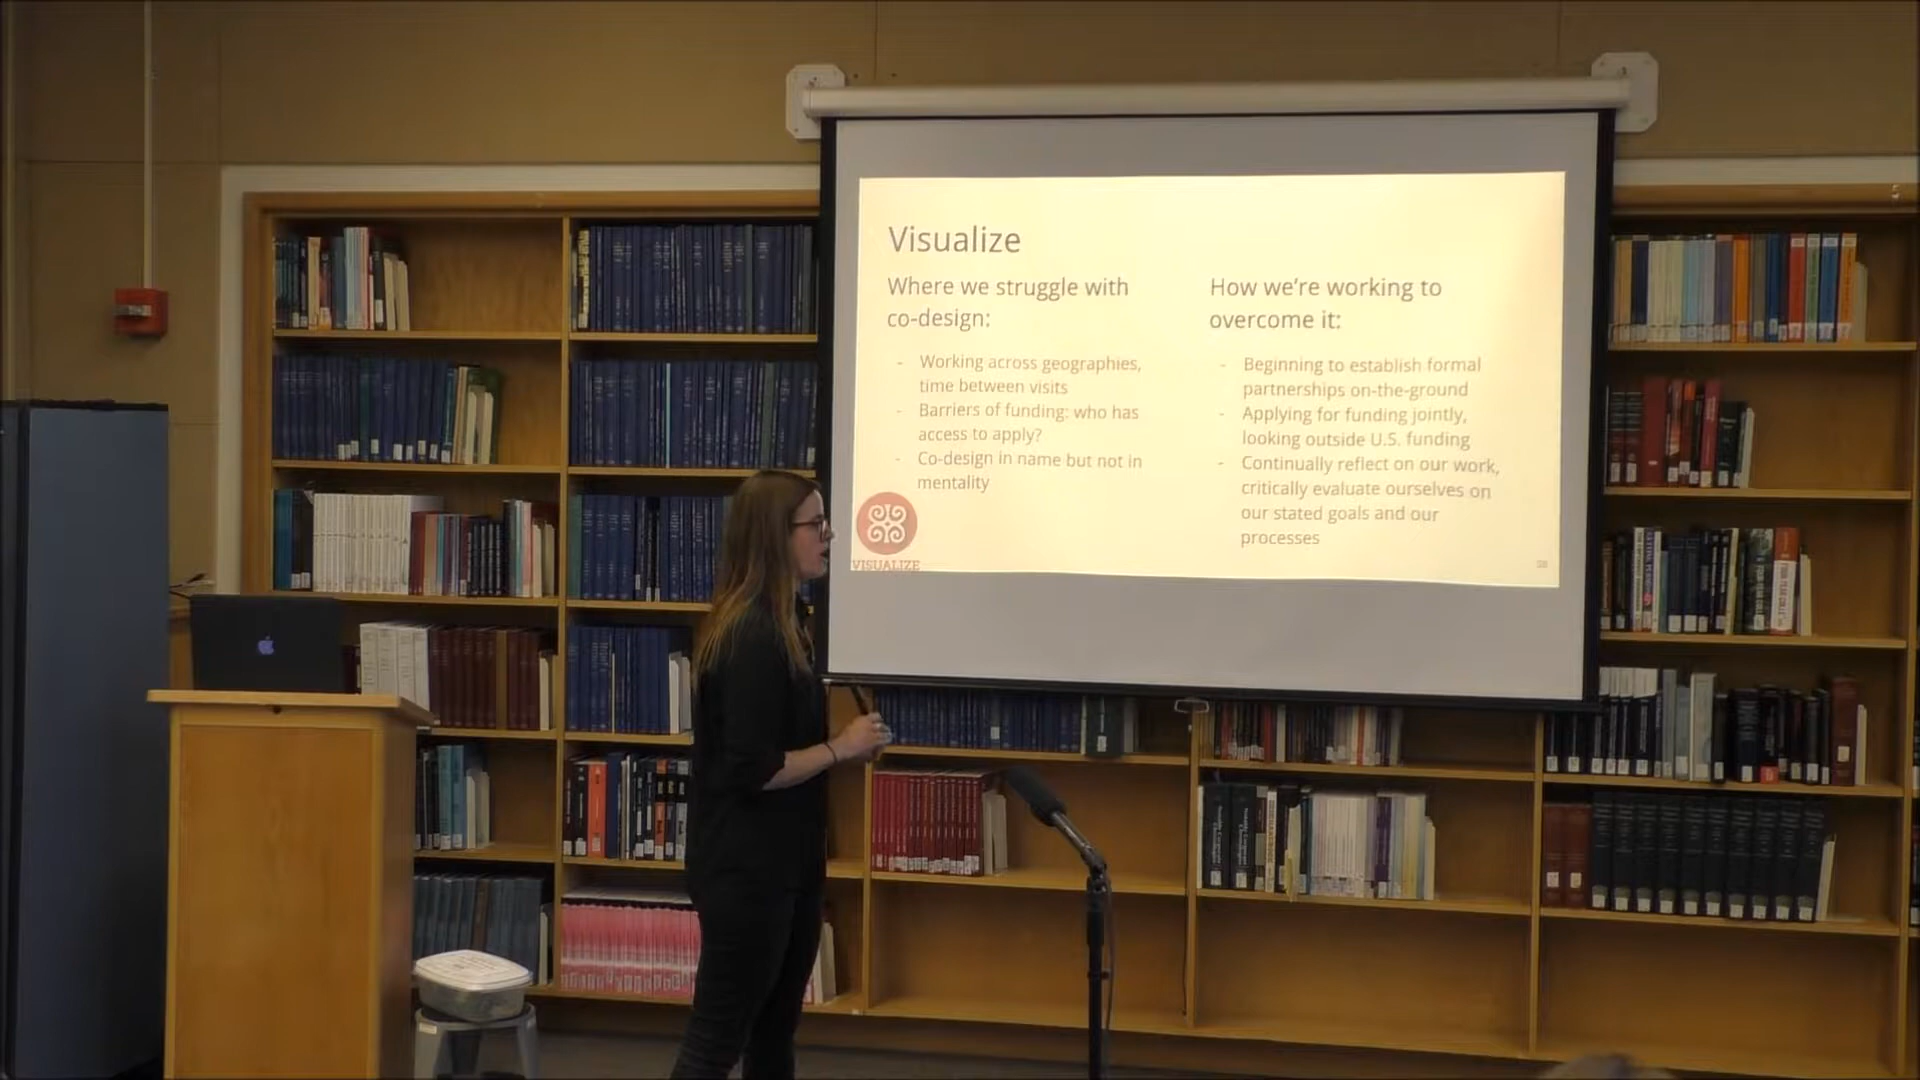 Visualize
Where we struggle with
co-design:
- Working across geographies,
time between visits
- Barriers of funding: who has
access to apply?
- Co-design in name but not in
mentality
VISUALIZE
How we're working to
overcome it:
- Beginning to establish formal
partnerships on-the-ground
- Applying for funding jointly,
looking outside U.S. funding
- Continually reflect on our work,
critically evaluate ourselves on
our stated goals and our
processes